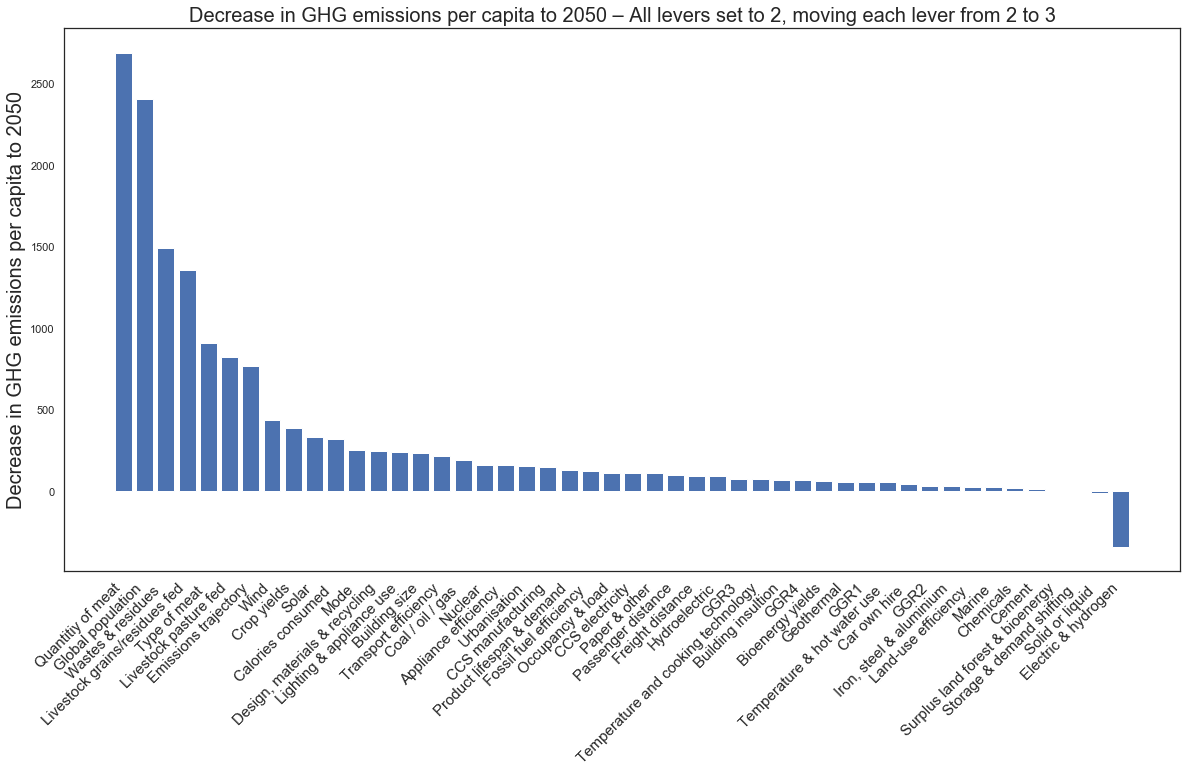 Decrease in GHG emissions per capita to 2050 – All levers set to 2, moving each lever from 2 to 3
Decrease in GHG emissions per capita to 2050
2500
2000
1500
1000
500
0
Quantitiy of meat
Global population
Wastes & residues
Livestock grains/residues fed
Type of meat
Livestock pasture fed
Emissions trajectory
Wind
Crop yields
Solar
Calories consumed
Mode
Design, materials & recycling
Lighting & appliance use
Building size
Transport efficiency
Coal / oil / gas
Nuclear
Appliance efficiency
Urbanisation
CCS manufacturing
Product lifespan & demand
Fossil fuel efficiency
Occupancy & load
CCS electricity
Paper & other
Passenger distance
Freight distance
Hydroelectric
GGR3
Temperature and cooking technology
Building insultion
GGR4
Bioenergy yields
Geothermal
GGR1
Temperature & hot water use
Car own hire
GGR2
Iron, steel & aluminium
Land-use efficiency
Marine
Chemicals
Cement
Surplus land forest & bioenergy
Storage & demand shifting
Solid or liquid
Electric & hydrogen